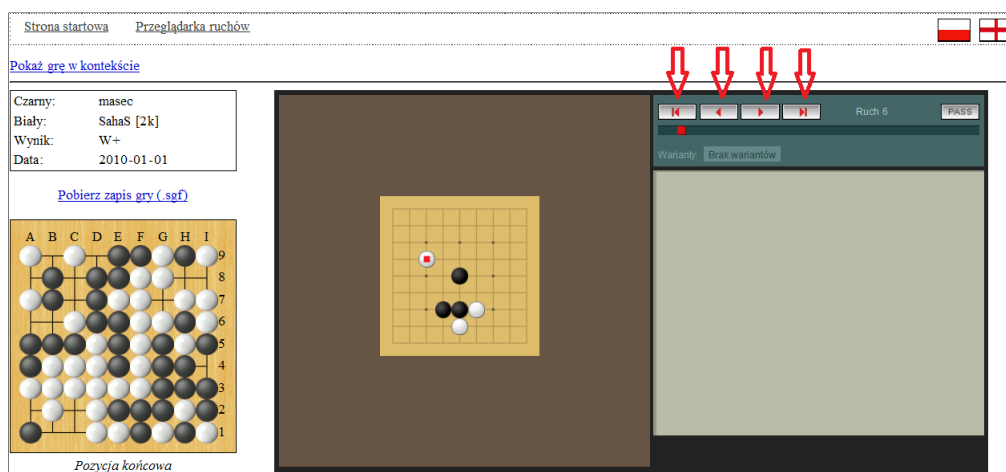 Strona startowa Przeglądarka ruchów
Pokaż grę w kontekście
Czarny: masec
Biały: SahaS [2k]
Wynik: W+
Data: 2010-01-01
Pobierz zapis gry (.sgf)
A B C D E F G H I
9
8
7
6
5
4
3
2
1
Pozycja końcowa
Ruch 6 PASS
Warianty: Brak wariantów